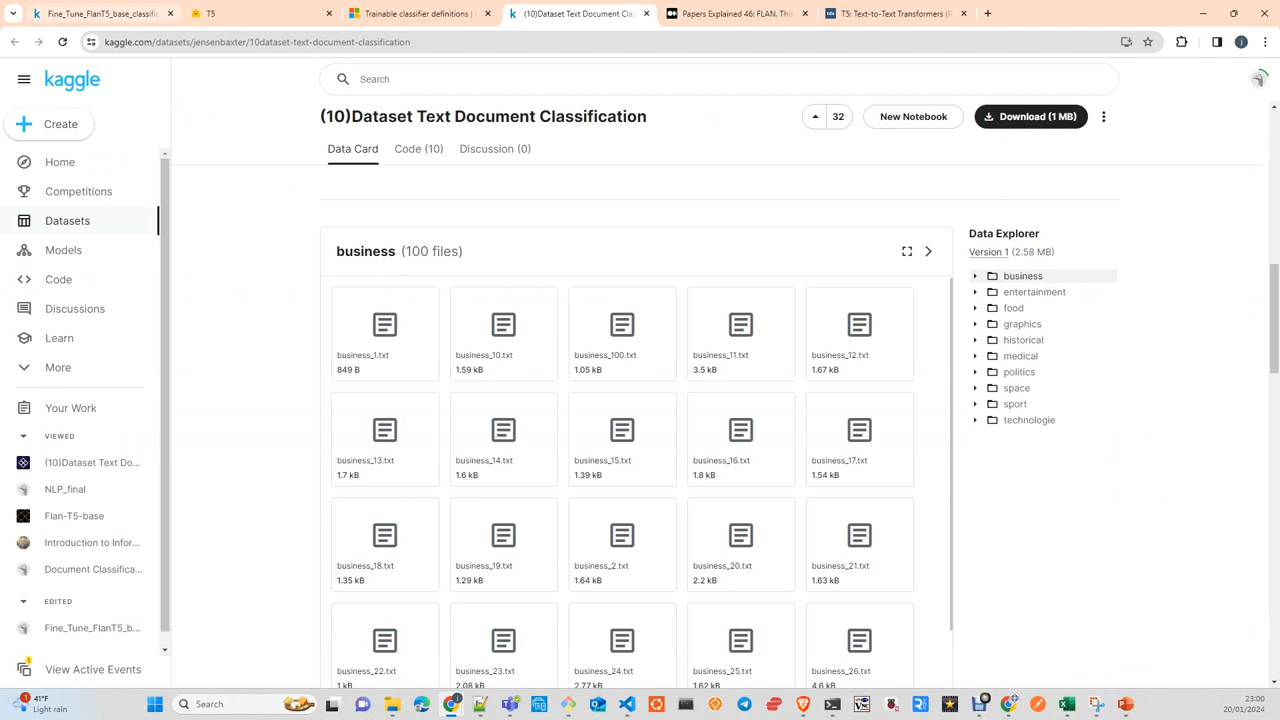 Fine_Tune_FlanT5_base_classific
T5
Trainable classifier definitions |
(10)Dataset Text Document Clas
Papers Explained 46: FLAN. This
T5: Text-to-Text Transformers (P
kaggle.com/datasets/jensenbaxter/10dataset-text-document-classification
kaggle
Search
Create
(10)Dataset Text Document Classification
32
New Notebook
Download (1 MB)
Data Card
Code (10)
Discussion (0)
Home
Competitions
Datasets
Models
Code
Discussions
Learn
More
Your Work
VIEWED
(10)Dataset Text Do...
NLP_final
Flan-T5-base
Introduction to Infor...
Document Classifica...
EDITED
Fine_Tune_FlanT5_b...
View Active Events
business (100 files)
business_1.txt
849 B
business_10.txt
1.59 kB
business_100.txt
1.05 kB
business_11.txt
3.5 kB
business_12.txt
1.67 kB
business_13.txt
1.7 kB
business_14.txt
1.6 kB
business_15.txt
1.39 kB
business_16.txt
1.8 kB
business_17.txt
1.54 kB
business_18.txt
1.35 kB
business_19.txt
1.29 kB
business_2.txt
1.64 kB
business_20.txt
2.2 kB
business_21.txt
1.63 kB
business_22.txt
1 kB
business_23.txt
2.08 kB
business_24.txt
2.77 kB
business_25.txt
1.62 kB
business_26.txt
4.6 kB
Data Explorer
Version 1 (2.58 MB)
business
entertainment
food
graphics
historical
medical
politics
space
sport
technologie
41°F
Light rain
Search
23:00
20/01/2024